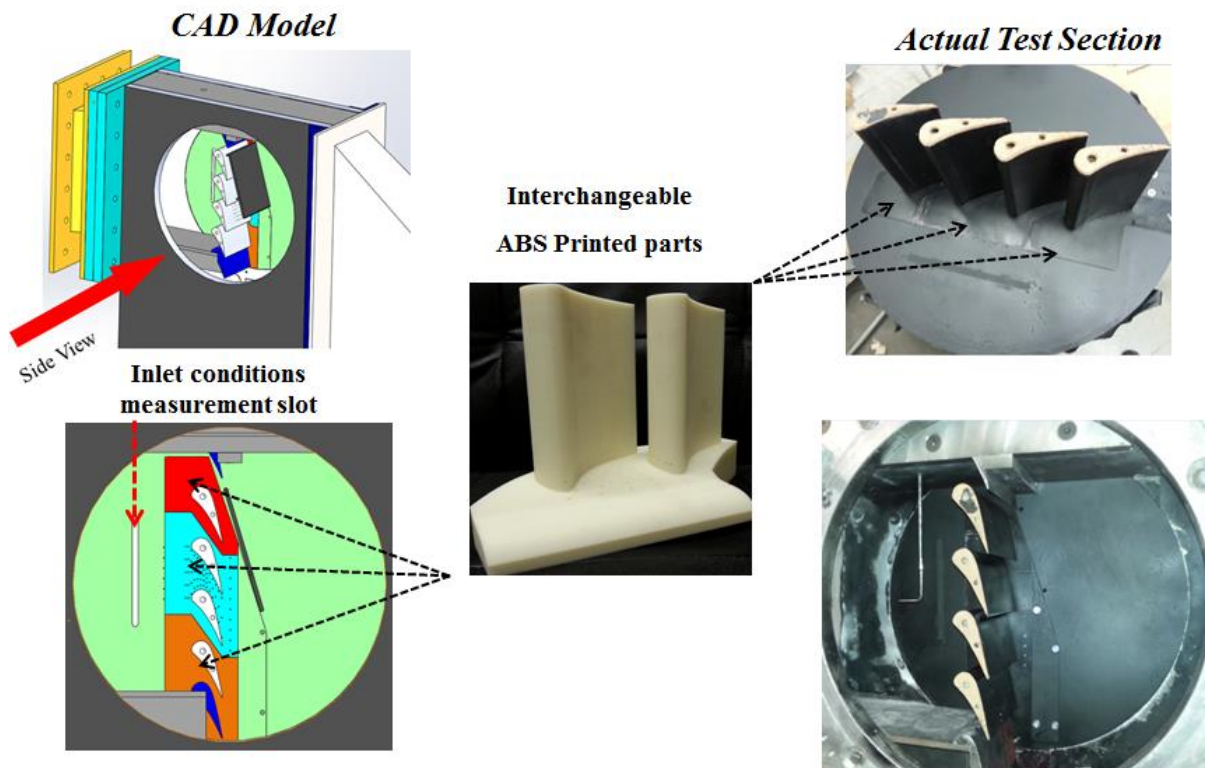 CAD Model
Actual Test Section
Interchangeable
ABS Printed parts
Side View
Inlet conditions
measurement slot